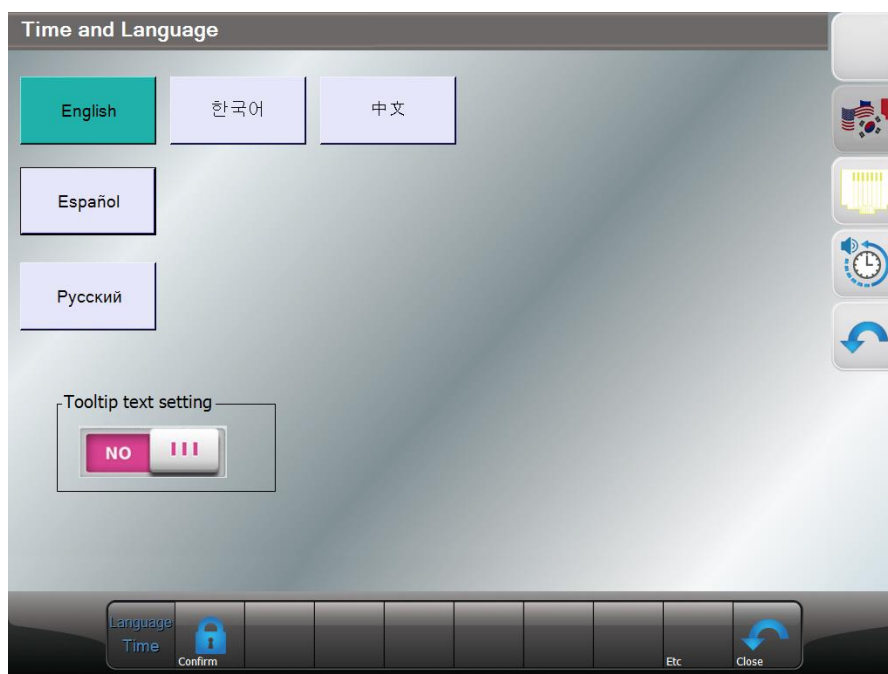 Time and Language
English
한국어
中文
Español
Русский
Tooltip text setting
NO
Language
Time
Confirm
Etc
Close